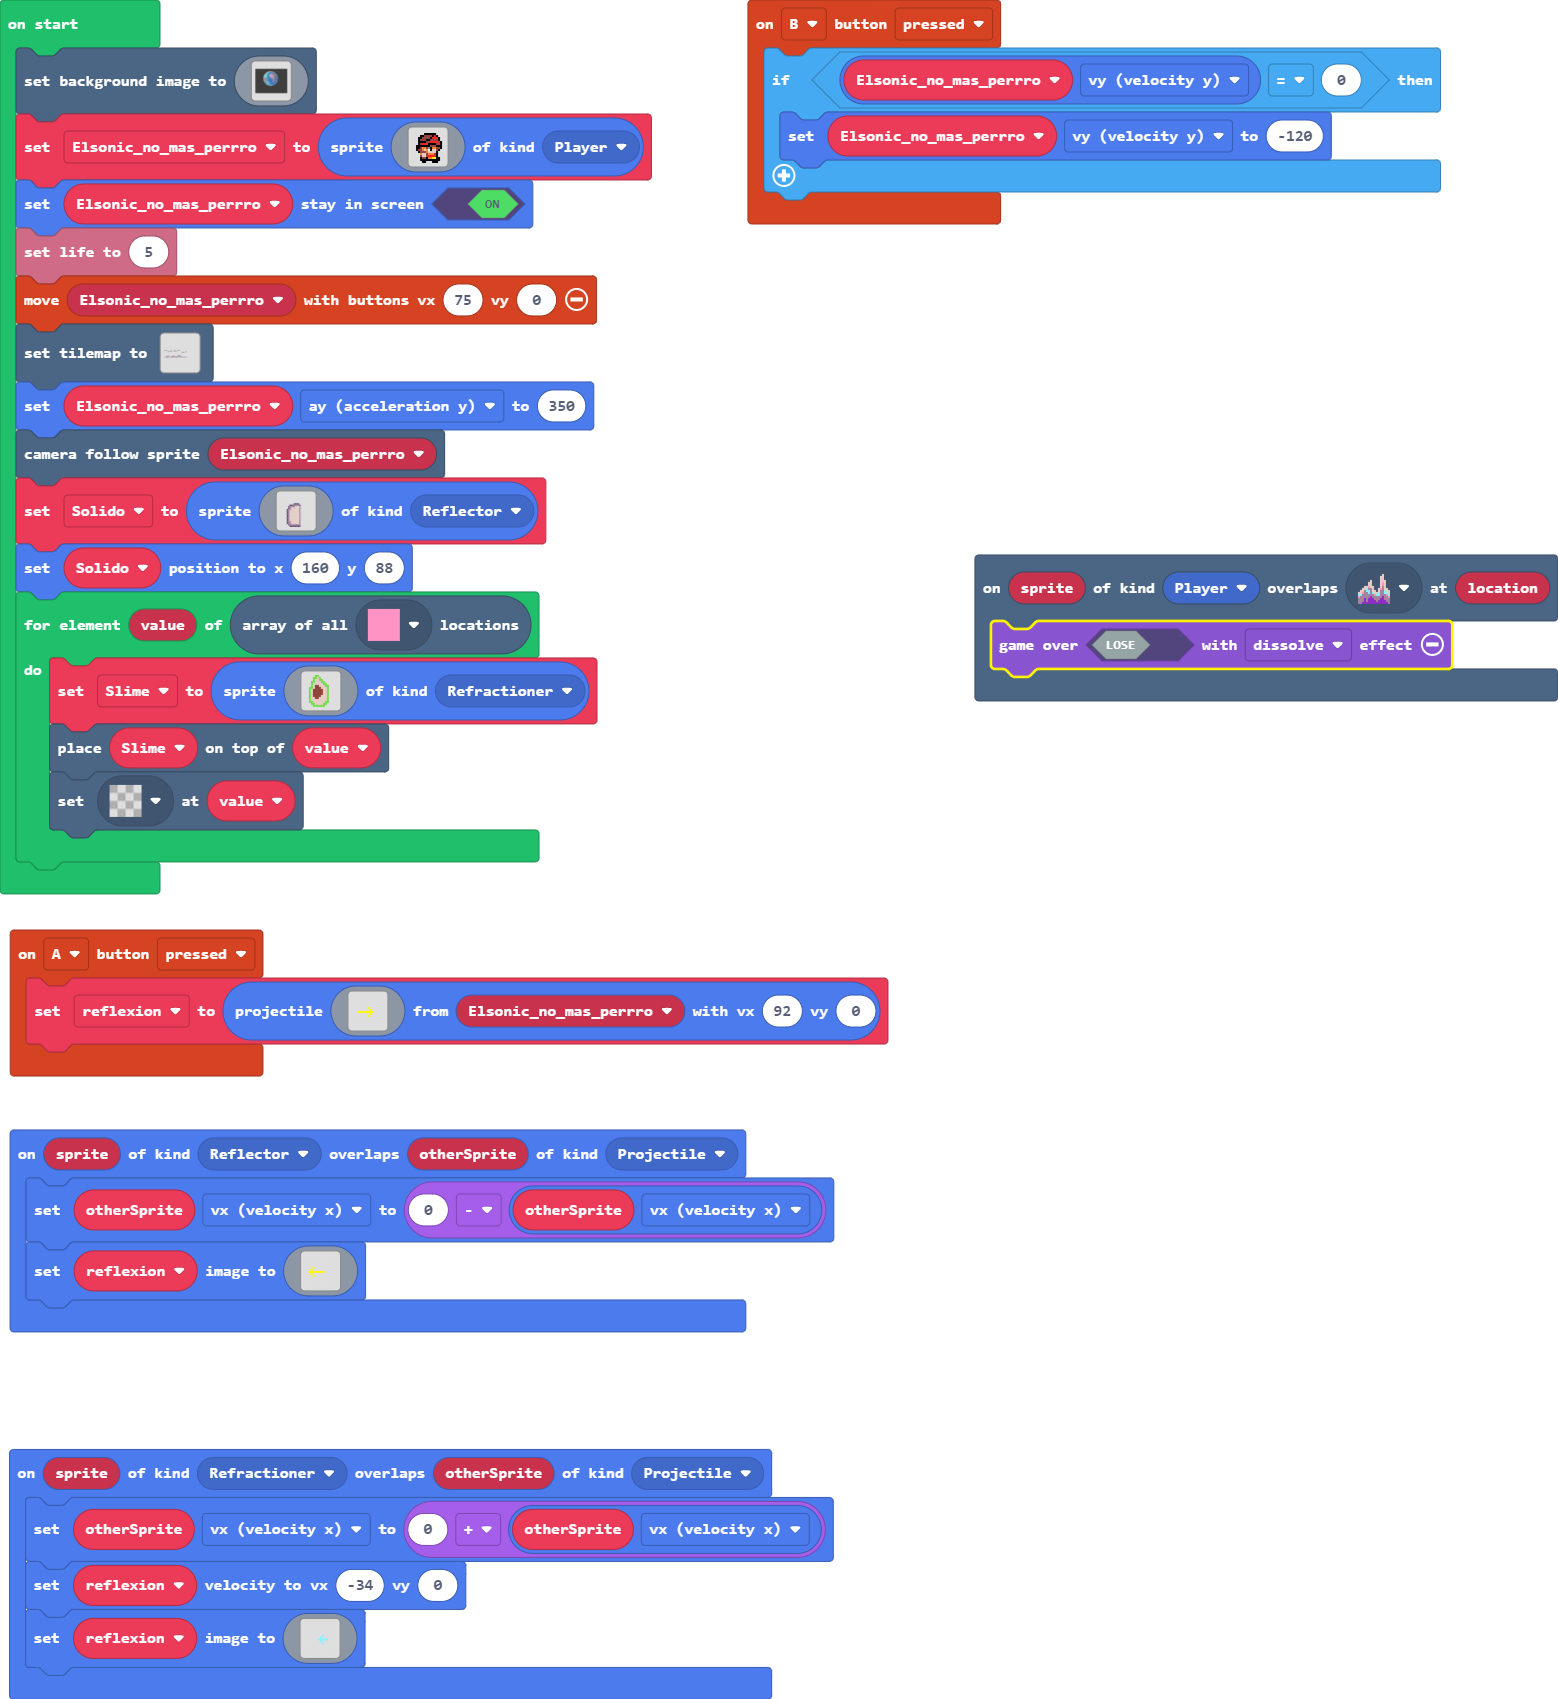 on start
set background image to
set Elsonic_no_mas_perrro to sprite of kind Player
set Elsonic_no_mas_perrro stay in screen ON
set life to 5
move Elsonic_no_mas_perrro with buttons vx 75 vy 0
set tilemap to
set Elsonic_no_mas_perrro ay (acceleration y) to 350
camera follow sprite Elsonic_no_mas_perrro
set Solido to sprite of kind Reflector
set Solido position to x 160 y 88
for element value of array of all locations
do
set Slime to sprite of kind Refractioner
place Slime on top of value
set at value
on B button pressed
if Elsonic_no_mas_perrro vy (velocity y) = 0 then
set Elsonic_no_mas_perrro vy (velocity y) to -120
on sprite of kind Player overlaps at location
game over LOSE with dissolve effect
on A button pressed
set reflexion to projectile from Elsonic_no_mas_perrro with vx 92 vy 0
on sprite of kind Reflector overlaps otherSprite of kind Projectile
set otherSprite vx (velocity x) to 0 - otherSprite vx (velocity x)
set reflexion image to
on sprite of kind Refractioner overlaps otherSprite of kind Projectile
set otherSprite vx (velocity x) to 0 + otherSprite vx (velocity x)
set reflexion velocity to vx -34 vy 0
set reflexion image to